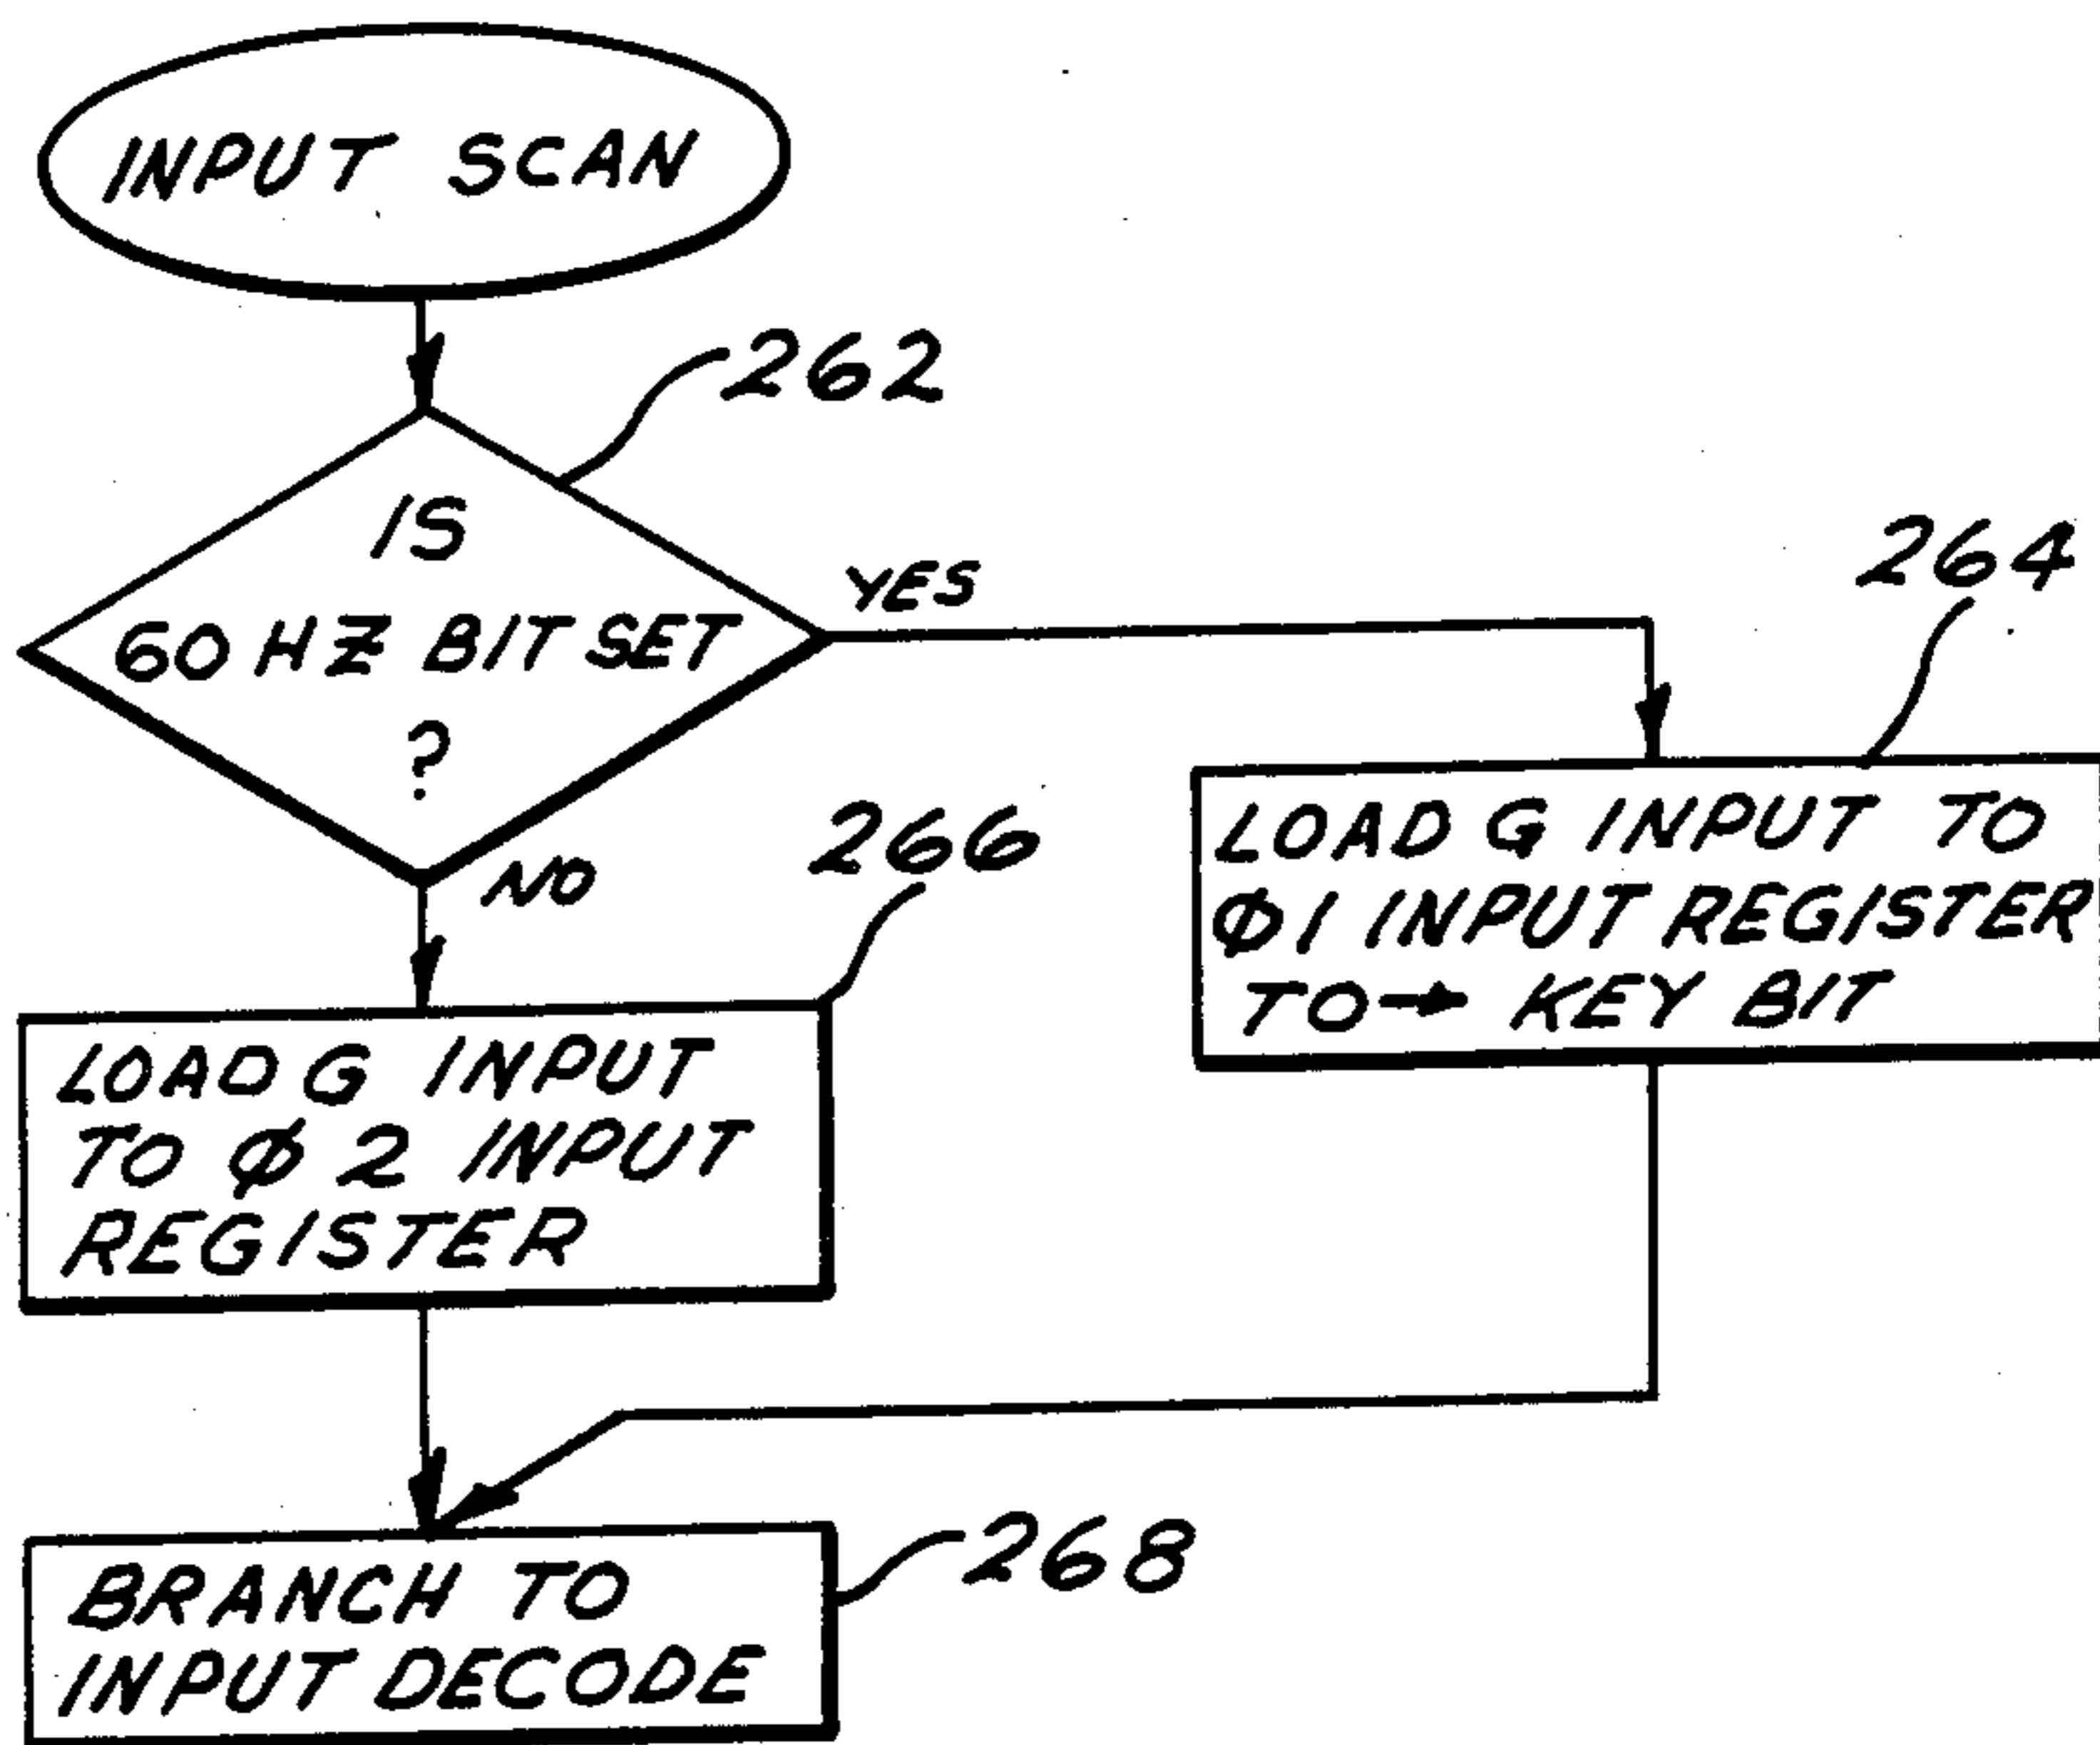 INPUT SCAN
262
IS
60 HZ BIT SET
?
YES
NO
264
LOAD G INPUT TO
Φ1 INPUT REGISTER
TO→ KEY BIT
266
LOAD G INPUT
TO Φ2 INPUT
REGISTER
268
BRANCH TO
INPUT DECODE